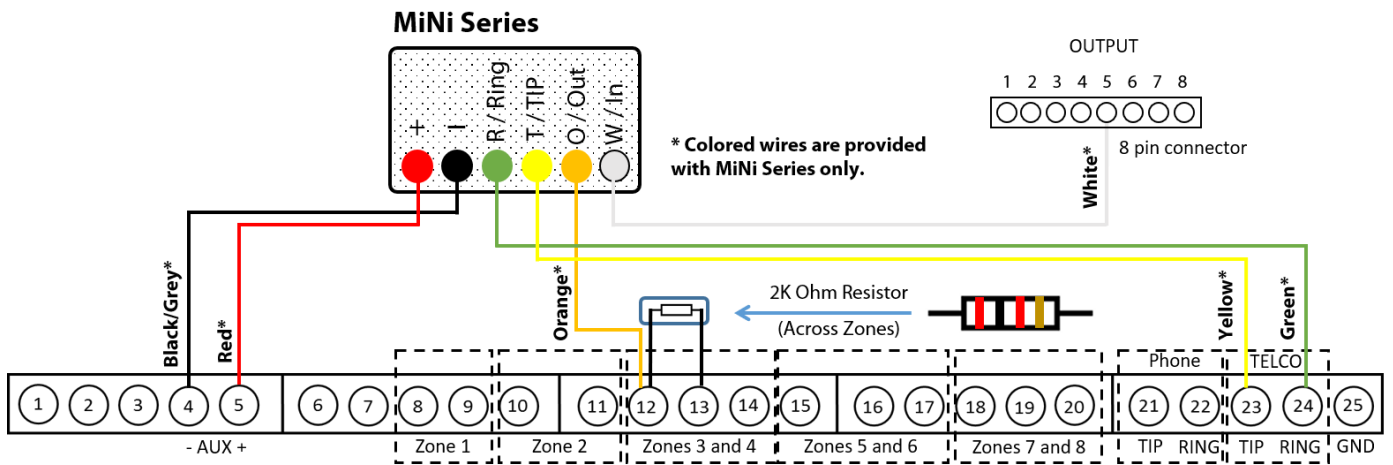 MiNi Series
OUTPUT
1 2 3 4 5 6 7 8
8 pin connector
+
I
R / Ring
T / TIP
O / Out
W / In
* Colored wires are provided
with MiNi Series only.
White*
Black/Grey*
Red*
Orange*
2K Ohm Resistor
(Across Zones)
Yellow*
Green*
Phone
TELCO
1 2 3 4 5 6 7 8 9 10 11 12 13 14 15 16 17 18 19 20 21 22 23 24 25
- AUX +
Zone 1
Zone 2
Zones 3 and 4
Zones 5 and 6
Zones 7 and 8
TIP RING TIP RING GND